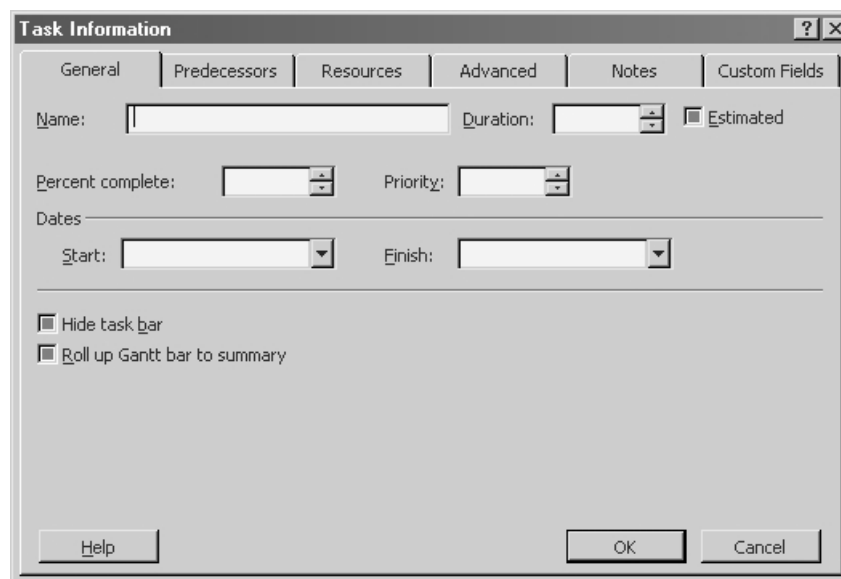 Task Information
General Predecessors Resources Advanced Notes Custom Fields
Name: Duration: Estimated
Percent complete: Priority:
Dates
Start: Finish:
Hide task bar
Roll up Gantt bar to summary
Help OK Cancel